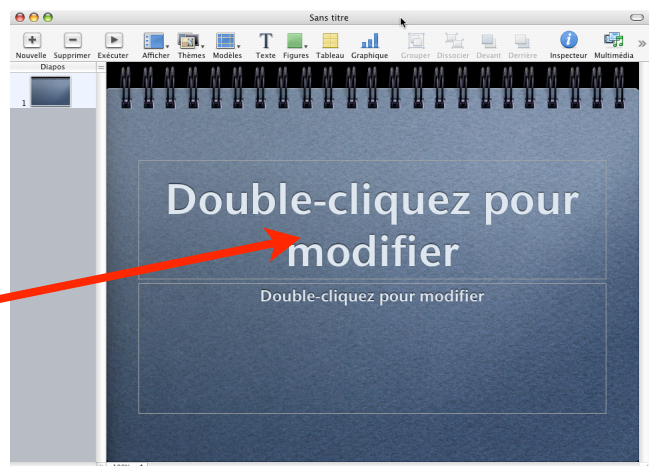 Sans titre
Nouvelle Supprimer Exécuter Afficher Thèmes Modèles Texte Figures Tableau Graphique Grouper Dissocier Devant Derrière Inspecteur Multimédia
Diapos
1
Double-cliquez pour
modifier
Double-cliquez pour modifier
100%